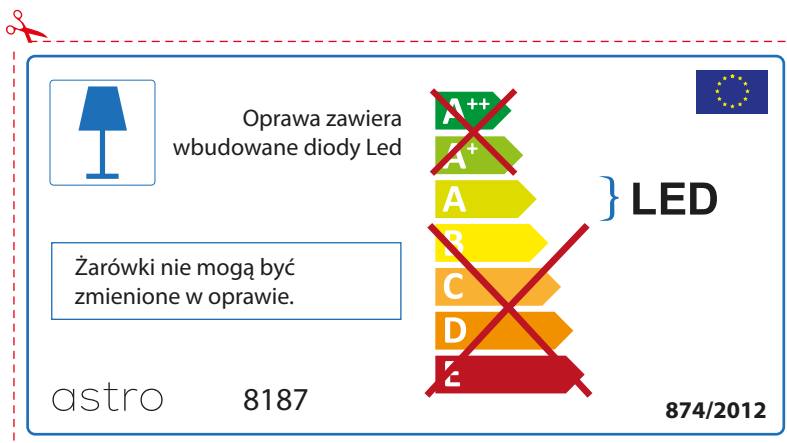 Oprawa zawiera
wbudowane diody Led
A++
A+
A
B
C
D
E
LED
Żarówki nie mogą być
zmienione w oprawie.
astro
8187
874/2012